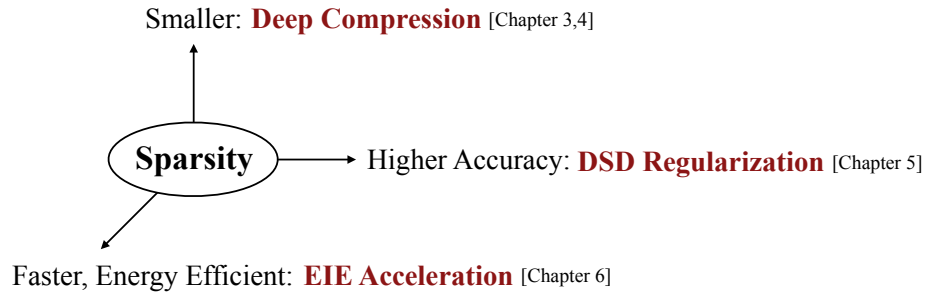 Smaller: Deep Compression [Chapter 3,4]
Sparsity
Higher Accuracy: DSD Regularization [Chapter 5]
Faster, Energy Efficient: EIE Acceleration [Chapter 6]